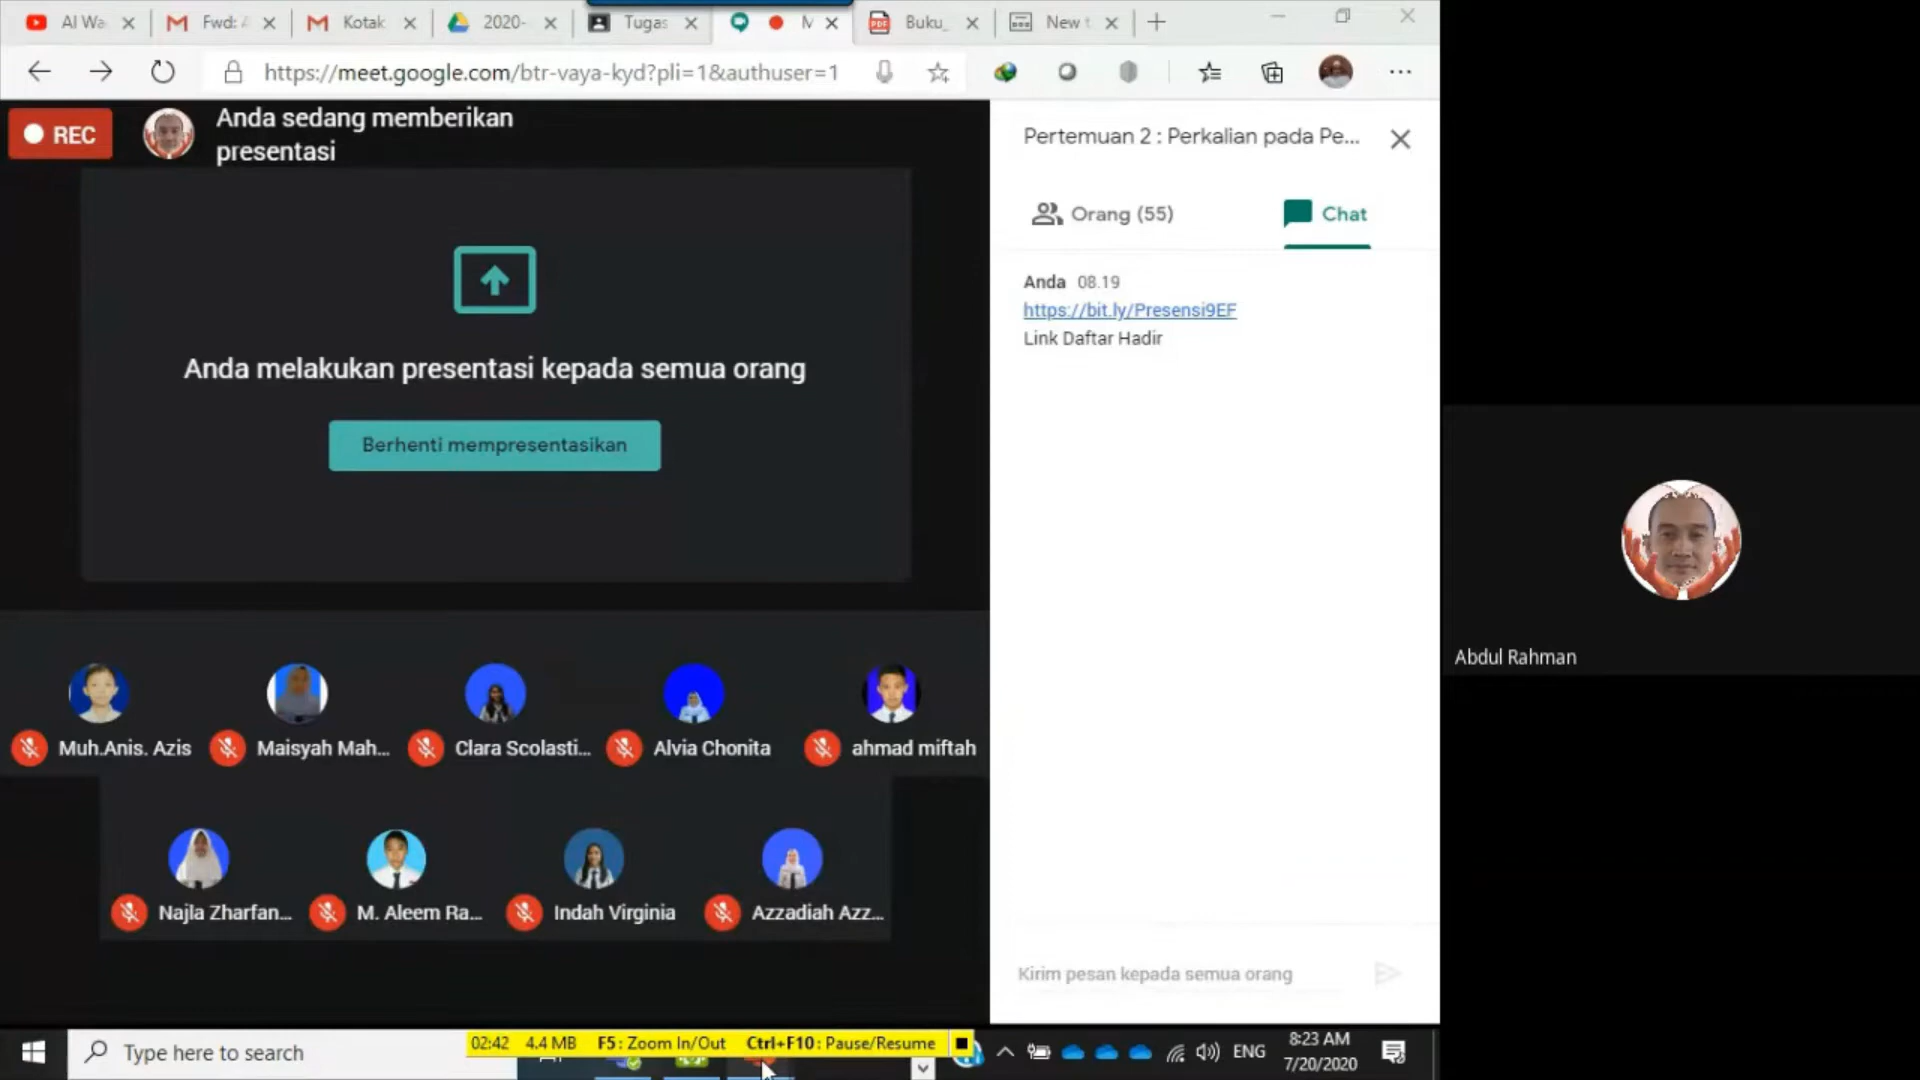 Al Wa
Fwd: A
Kotak
2020-
Tugas
M
Buku_
New t
https://meet.google.com/btr-vaya-kyd?pli=1&authuser=1
REC
Anda sedang memberikan
presentasi
Anda melakukan presentasi kepada semua orang
Berhenti mempresentasikan
Pertemuan 2 : Perkalian pada Pe...
Orang (55)
Chat
Anda 08.19
https://bit.ly/Presensi9EF
Link Daftar Hadir
Kirim pesan kepada semua orang
Muh.Anis. Azis
Maisyah Mah...
Clara Scolasti...
Alvia Chonita
ahmad miftah
Najla Zharfan...
M. Aleem Ra...
Indah Virginia
Azzadiah Azz...
Abdul Rahman
Type here to search
02:42 4.4 MB F5: Zoom In/Out Ctrl+F10: Pause/Resume
ENG
8:23 AM
7/20/2020